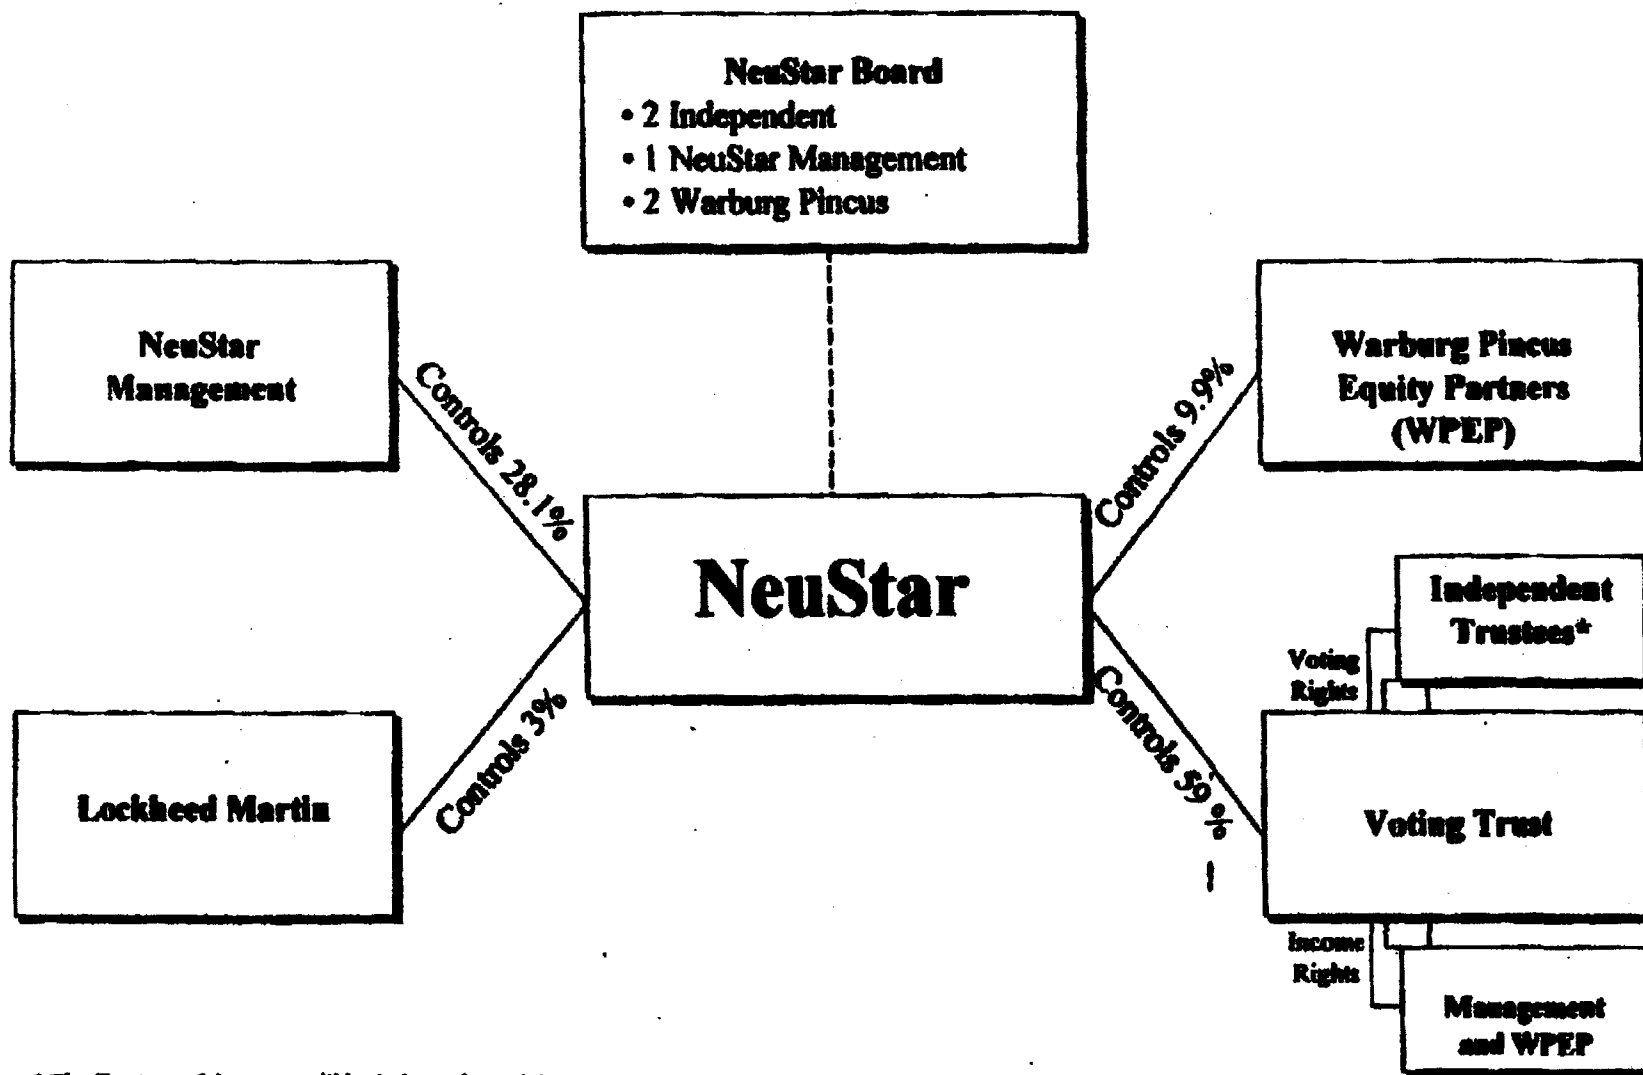 NeuStar Board
• 2 Independent
• 1 NeuStar Management
• 2 Warburg Pincus
NeuStar
Management
Controls 28.1%
Controls 9.9%
Warburg Pincus
Equity Partners
(WPEP)
NeuStar
Independent
Trustees*
Voting
Rights
Lockheed Martin
Controls 3%
Controls 59 %
Voting Trust
Income
Rights
Management
and WPEP